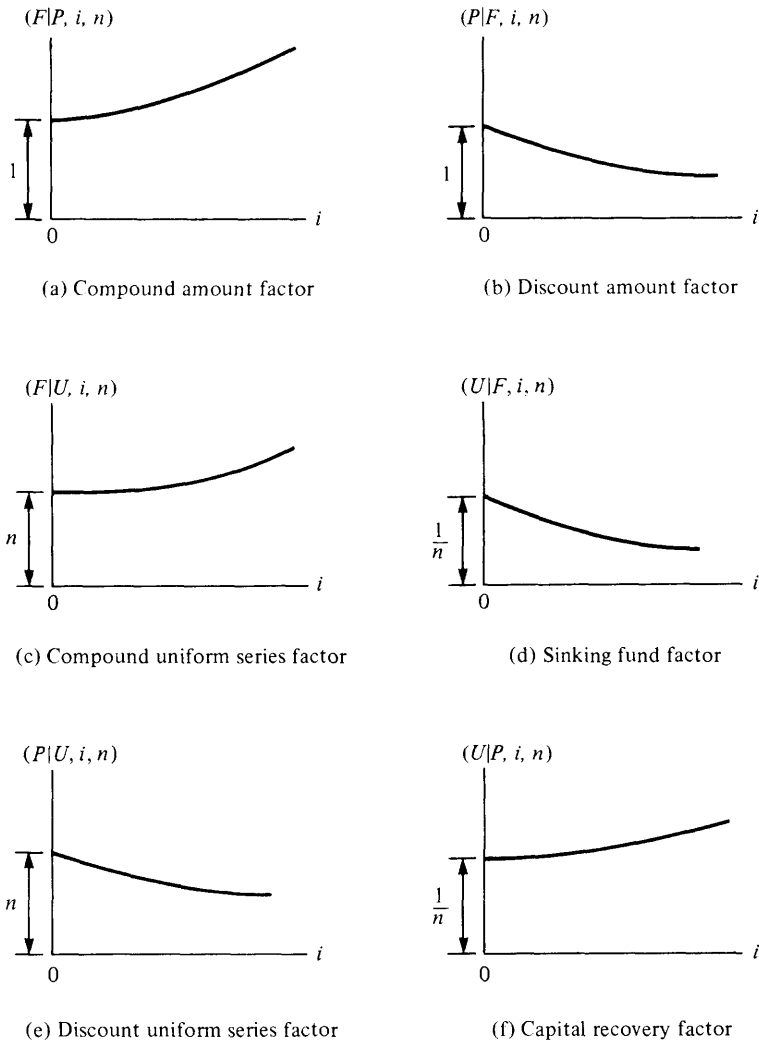 (F|P, i, n)
1
0
i
(a) Compound amount factor
(P|F, i, n)
1
0
i
(b) Discount amount factor
(F|U, i, n)
n
0
i
(c) Compound uniform series factor
(U|F, i, n)
1
n
0
i
(d) Sinking fund factor
(P|U, i, n)
n
0
i
(e) Discount uniform series factor
(U|P, i, n)
1
n
0
i
(f) Capital recovery factor